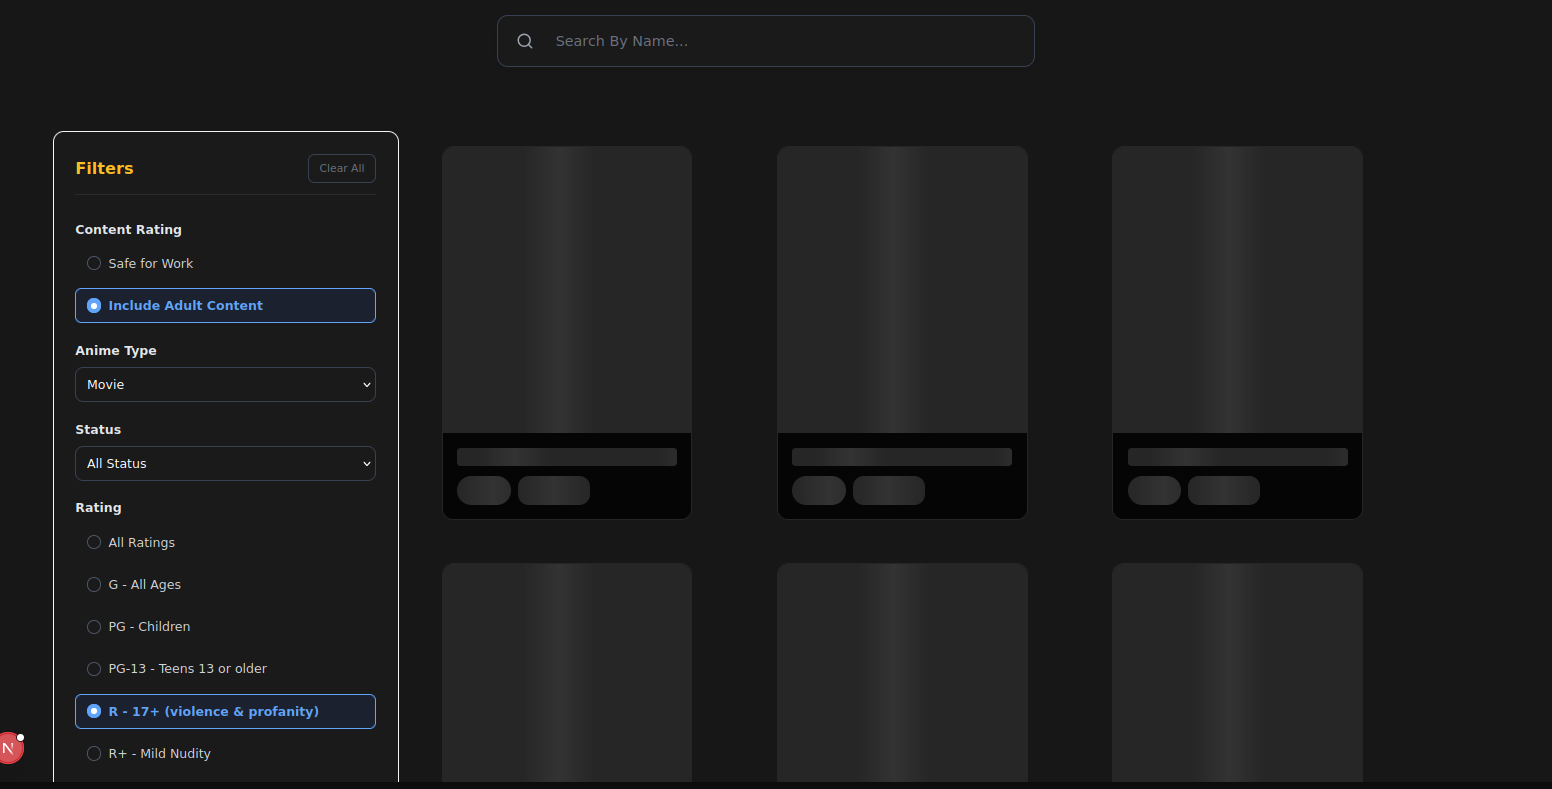 Search By Name...
Filters
Clear All
Content Rating
Safe for Work
Include Adult Content
Anime Type
Movie
Status
All Status
Rating
All Ratings
G - All Ages
PG - Children
PG-13 - Teens 13 or older
R - 17+ (violence & profanity)
N
R+ - Mild Nudity